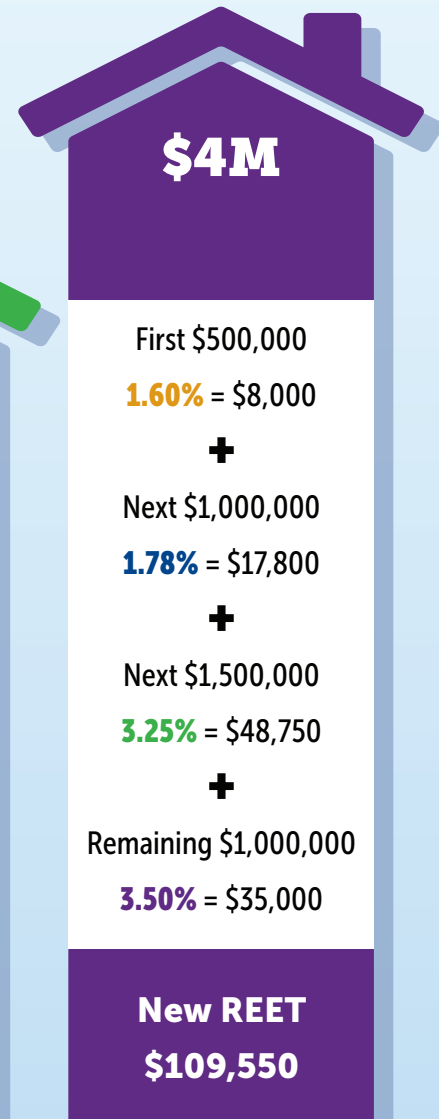 $4M
First $500,000
1.60% = $8,000
+
Next $1,000,000
1.78% = $17,800
+
Next $1,500,000
3.25% = $48,750
+
Remaining $1,000,000
3.50% = $35,000
New REET
$109,550